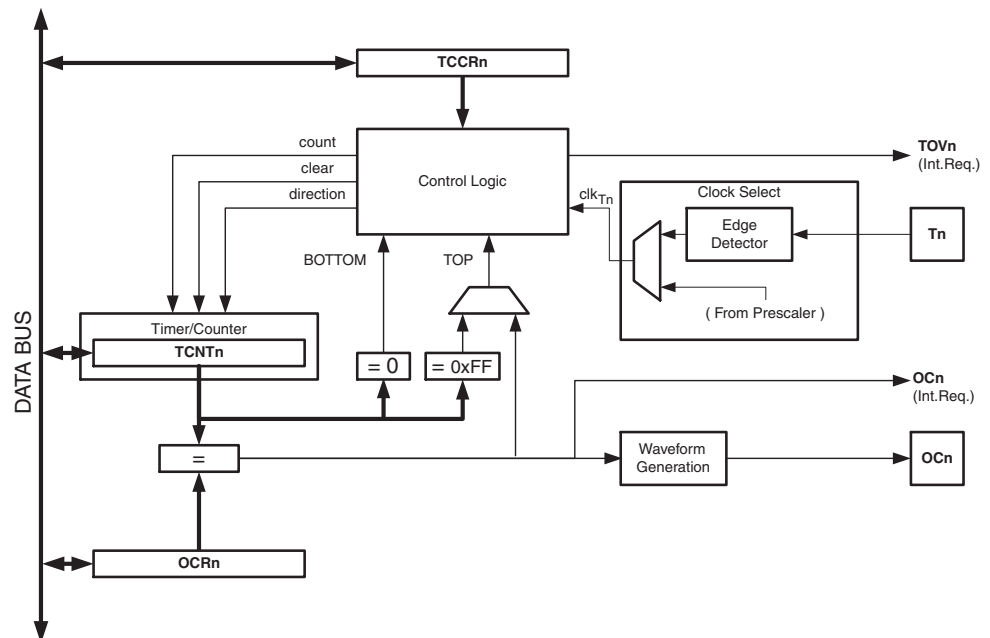 TCCRn
count
clear
direction
Control Logic
TOVn
(Int.Req.)
clkTn
Clock Select
Edge
Detector
Tn
( From Prescaler )
BOTTOM
TOP
Timer/Counter
TCNTn
= 0
= 0xFF
DATA BUS
OCn
(Int.Req.)
=
Waveform
Generation
OCn
OCRn